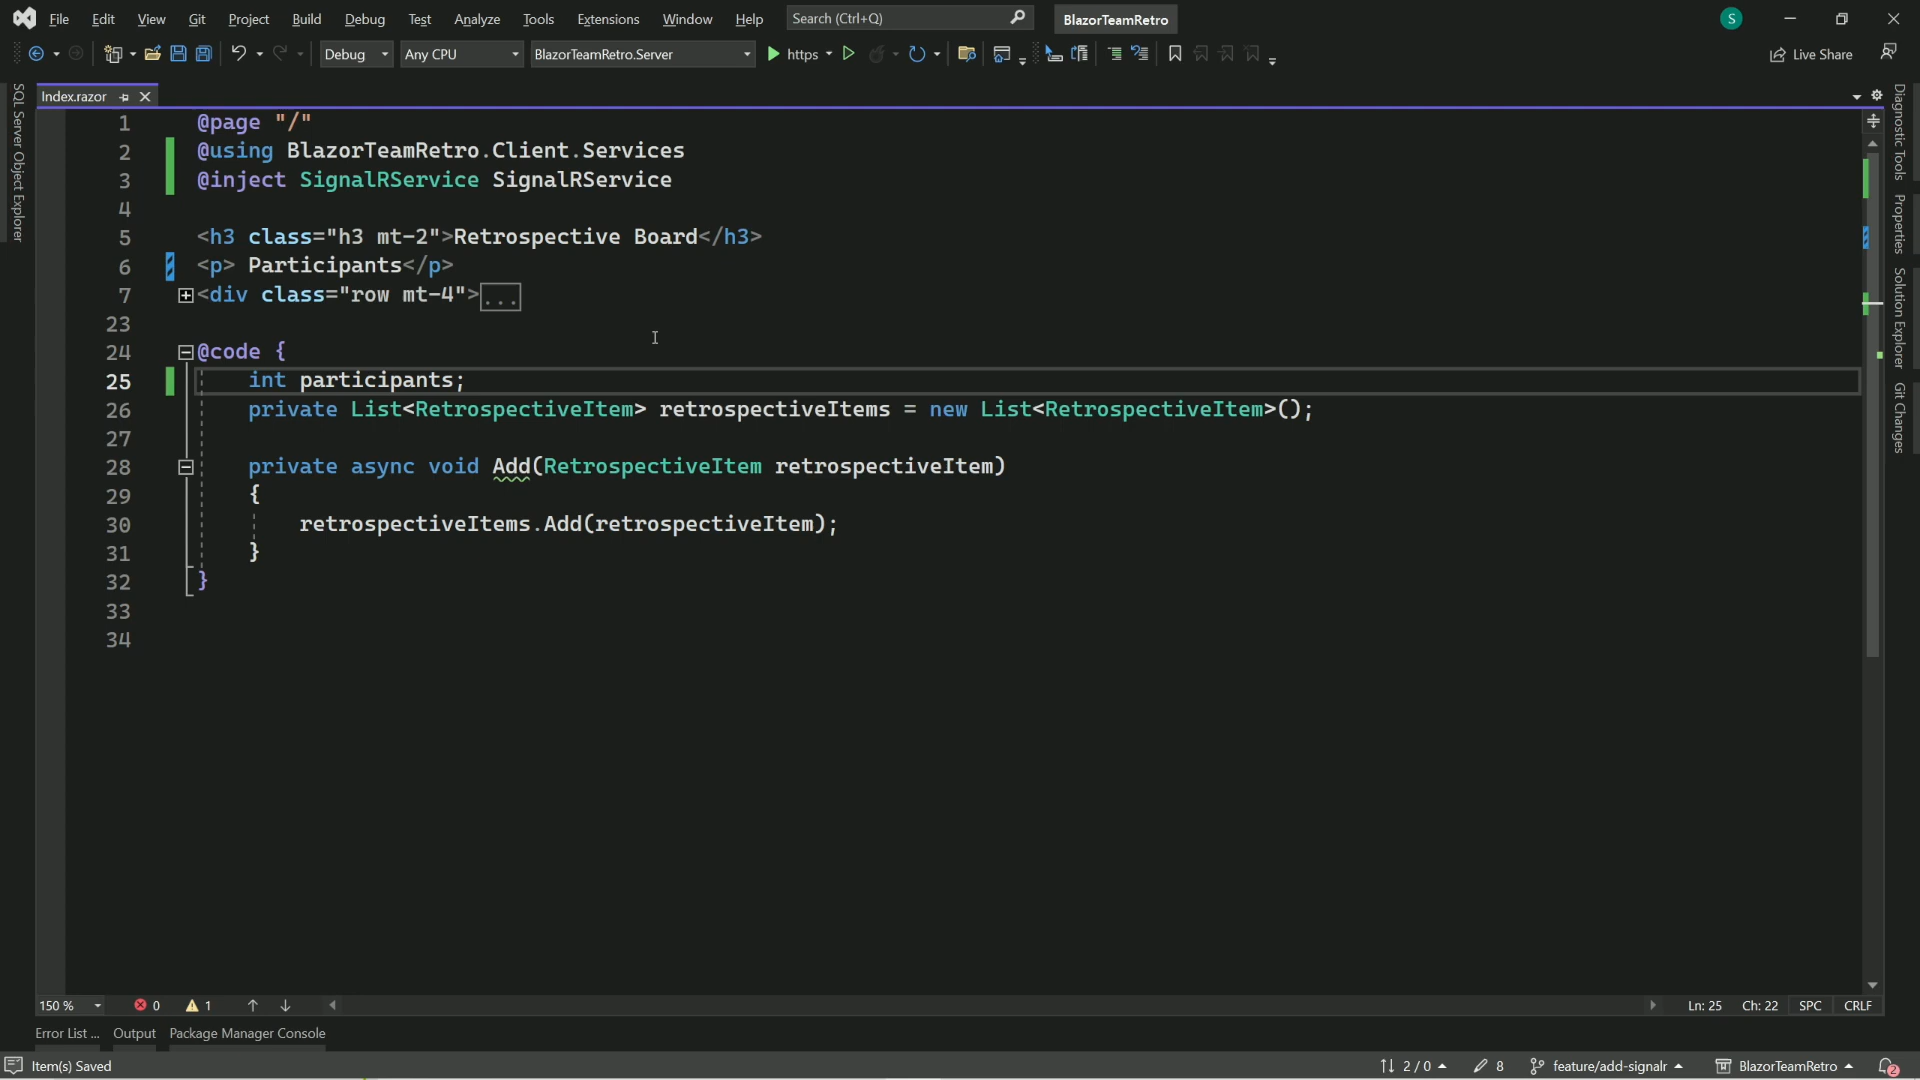 File Edit View Git Project Build Debug Test Analyze Tools Extensions Window Help Search (Ctrl+Q) BlazorTeamRetro S
Debug Any CPU BlazorTeamRetro.Server https Live Share
SQL Server Object Explorer
Index.razor
1 @page "/"
2 @using BlazorTeamRetro.Client.Services
3 @inject SignalRService SignalRService
4
5 <h3 class="h3 mt-2">Retrospective Board</h3>
6 <p> Participants</p>
7 <div class="row mt-4">...
23
24 @code {
25 int participants;
26 private List<RetrospectiveItem> retrospectiveItems = new List<RetrospectiveItem>();
27
28 private async void Add(RetrospectiveItem retrospectiveItem)
29 {
30 retrospectiveItems.Add(retrospectiveItem);
31 }
32 }
33
34
Diagnostic Tools
Properties
Solution Explorer
Git Changes
150 % 0 1 Ln: 25 Ch: 22 SPC CRLF
Error List ... Output Package Manager Console
Item(s) Saved 2 / 0 8 feature/add-signalr BlazorTeamRetro 2